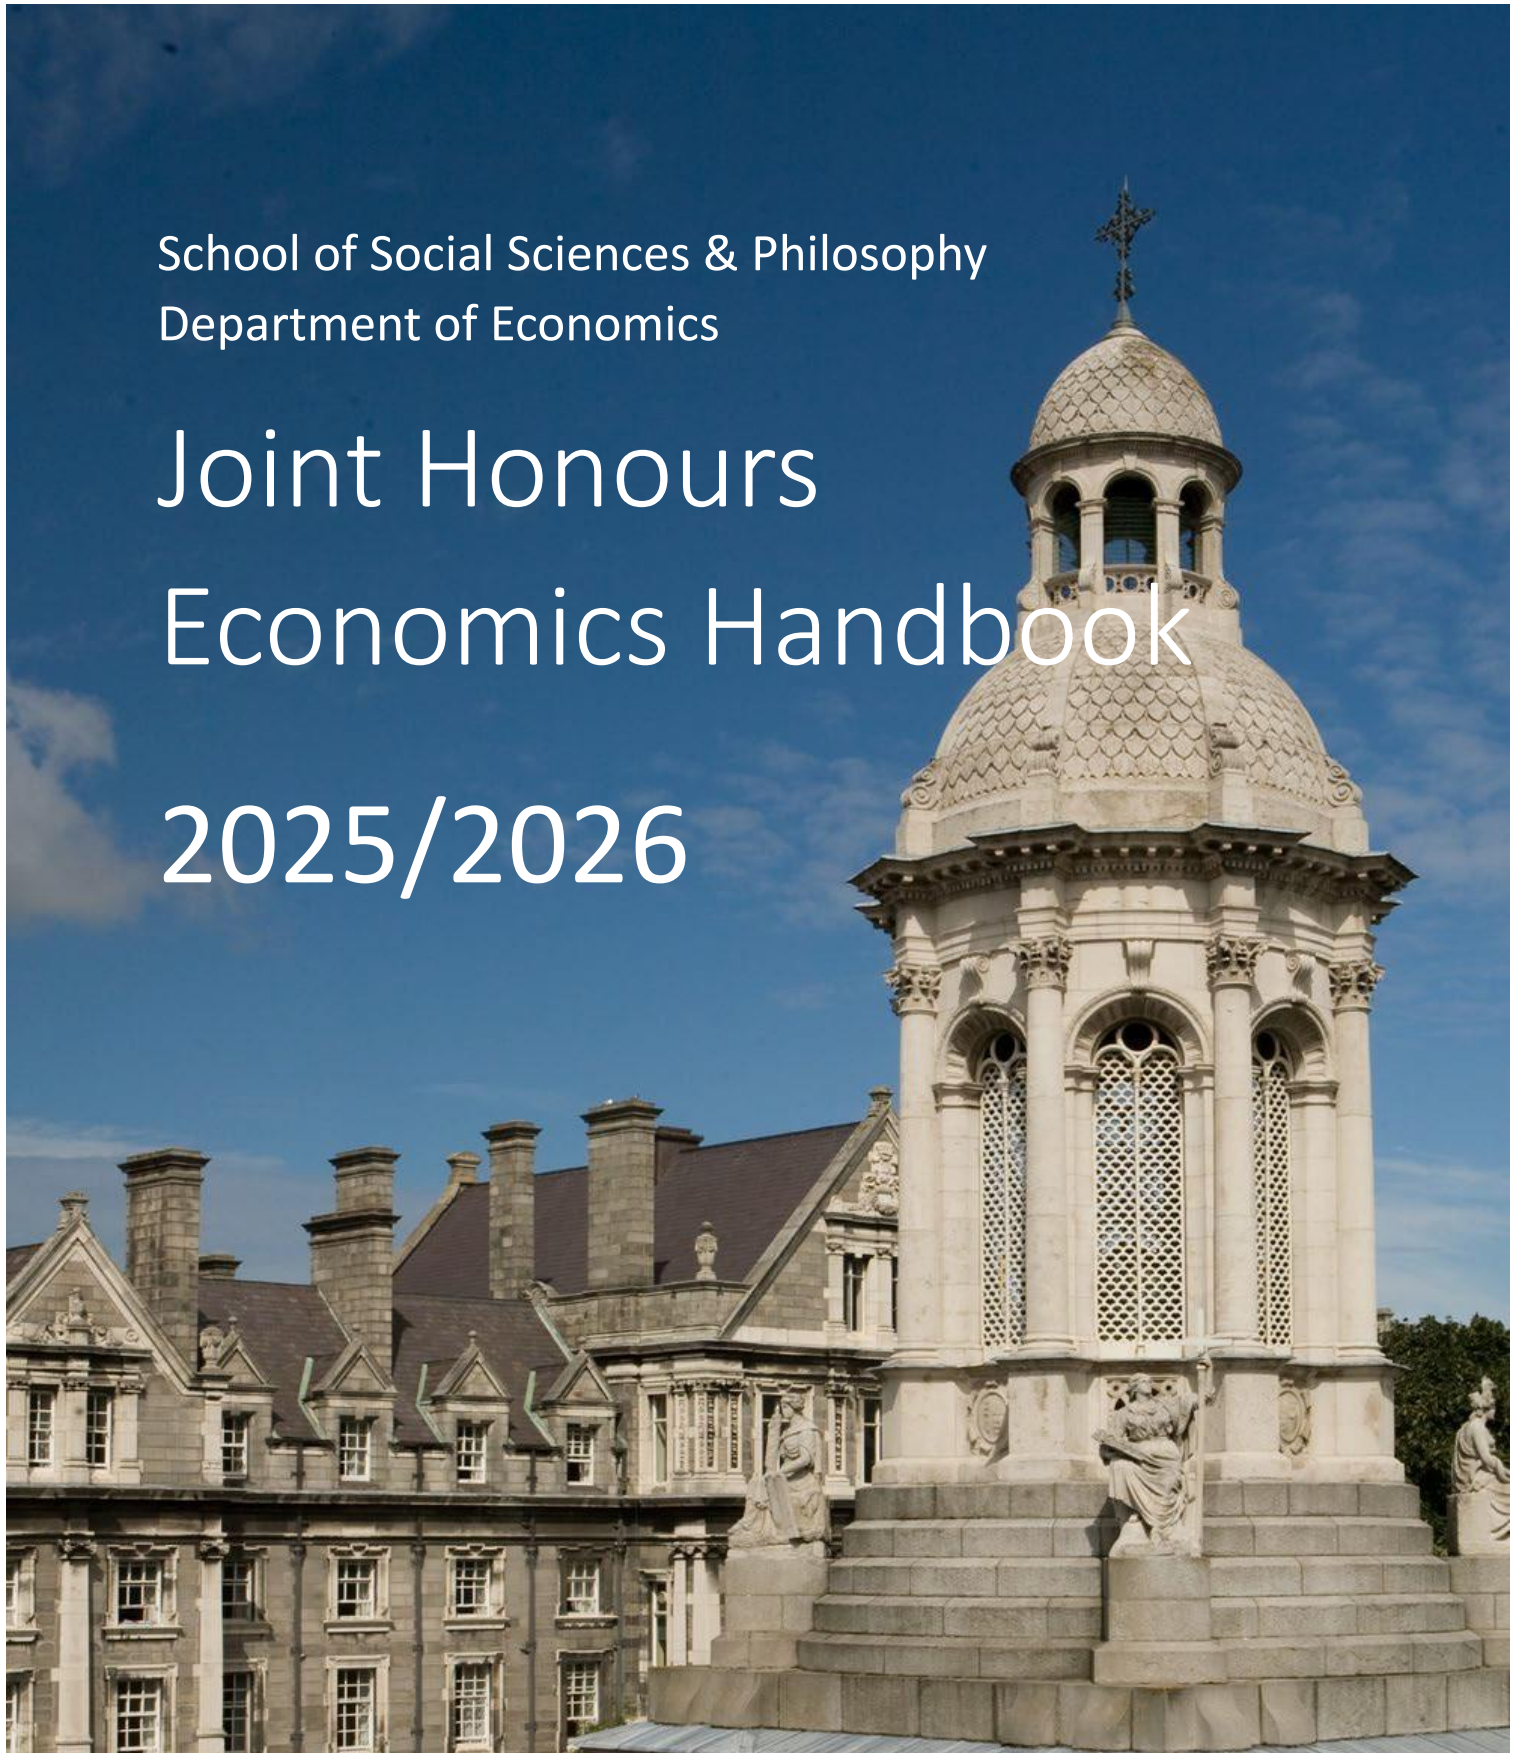 School of Social Sciences & Philosophy
Department of Economics
Joint Honours
Economics Handbook
2025/2026